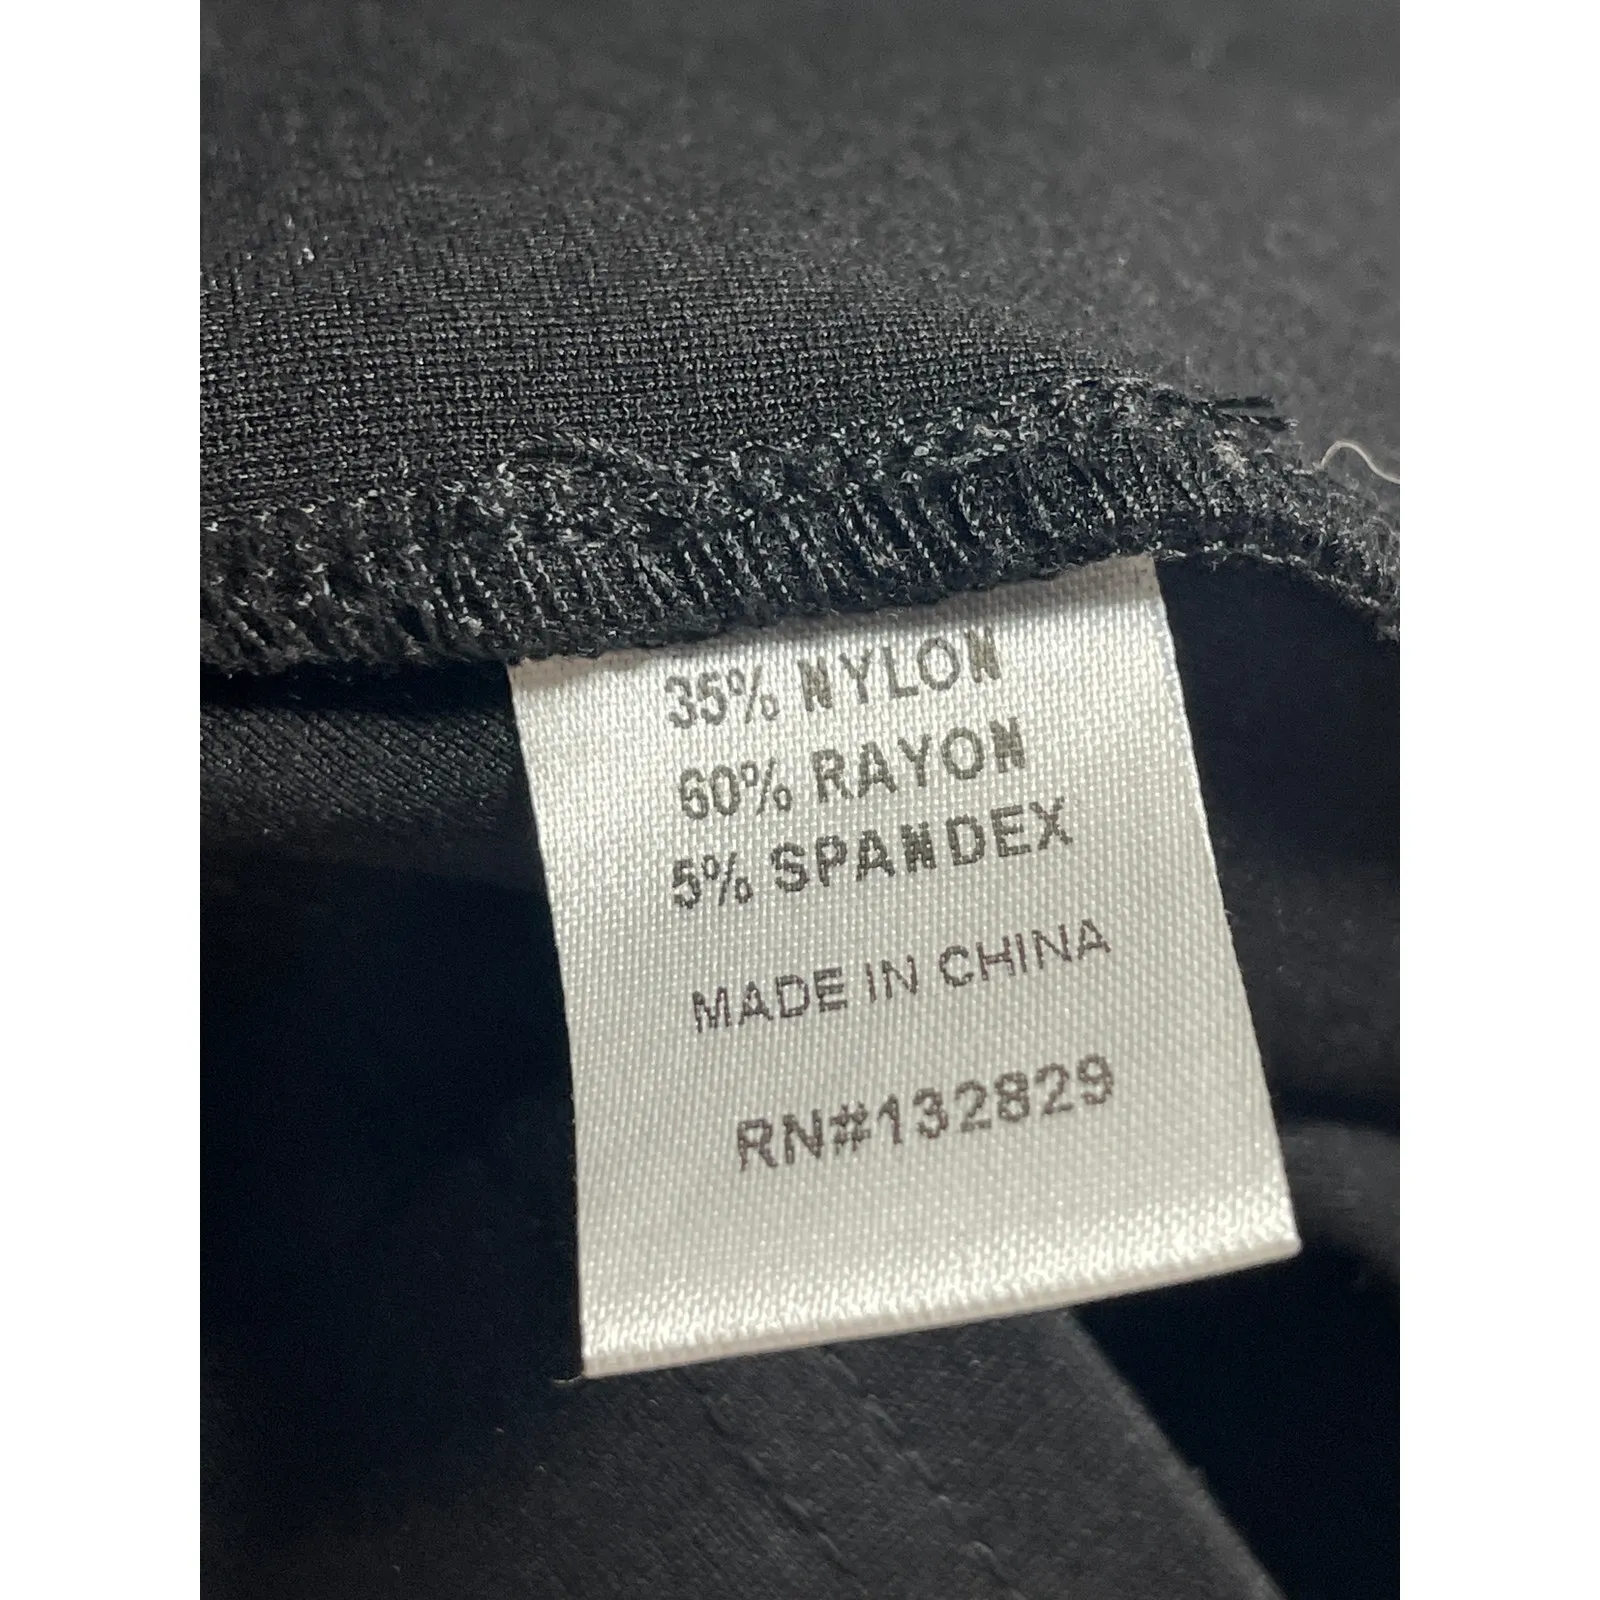 35% NYLON
60% RAYON
5% SPANDEX
MADE IN CHINA
RN#132829